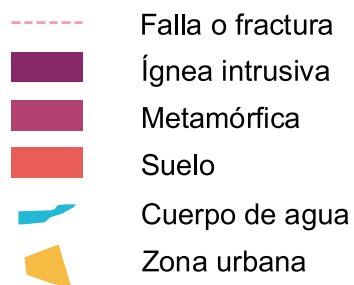 Falla o fractura
Ígnea intrusiva
Metamórfica
Suelo
Cuerpo de agua
Zona urbana